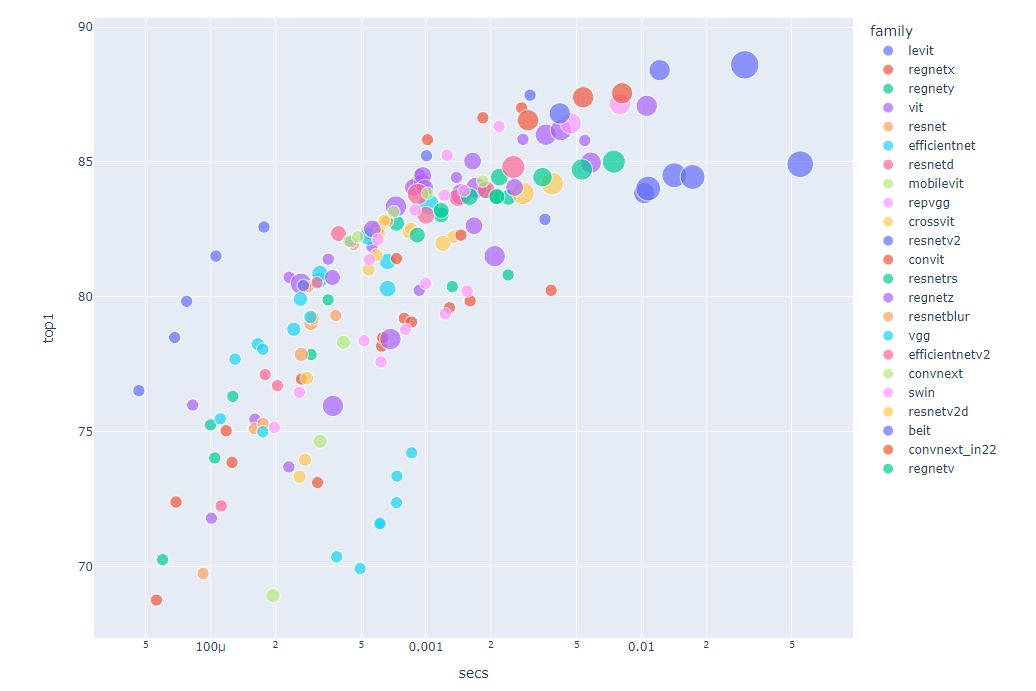 family
levit
regnetx
regnety
vit
resnet
efficientnet
resnetd
mobilevit
repvgg
crossvit
resnetv2
convit
resnetrs
regnetz
resnetblur
vgg
efficientnetv2
convnext
swin
resnetv2d
beit
convnext_in22
regnetv
90
85
80
75
70
top1
5 100μ 2 5 0.001 2 5 0.01 2 5
secs